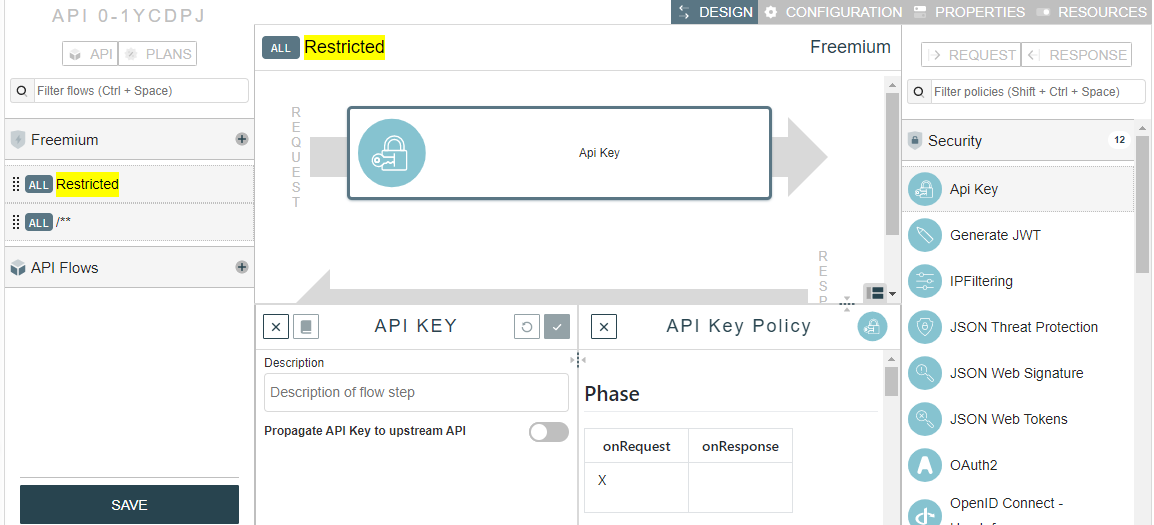 API 0-1YCDPJ
DESIGN
CONFIGURATION
PROPERTIES
RESOURCES
API
PLANS
Filter flows (Ctrl + Space)
Freemium
ALL Restricted
ALL /**
API Flows
SAVE
ALL Restricted
Freemium
REQUEST
Api Key
RESP
API KEY
Description
Description of flow step
Propagate API Key to upstream API
API Key Policy
Phase
onRequest onResponse
X
REQUEST
RESPONSE
Filter policies (Shift + Ctrl + Space)
Security 12
Api Key
Generate JWT
IPFiltering
JSON Threat Protection
JSON Web Signature
JSON Web Tokens
OAuth2
OpenID Connect -